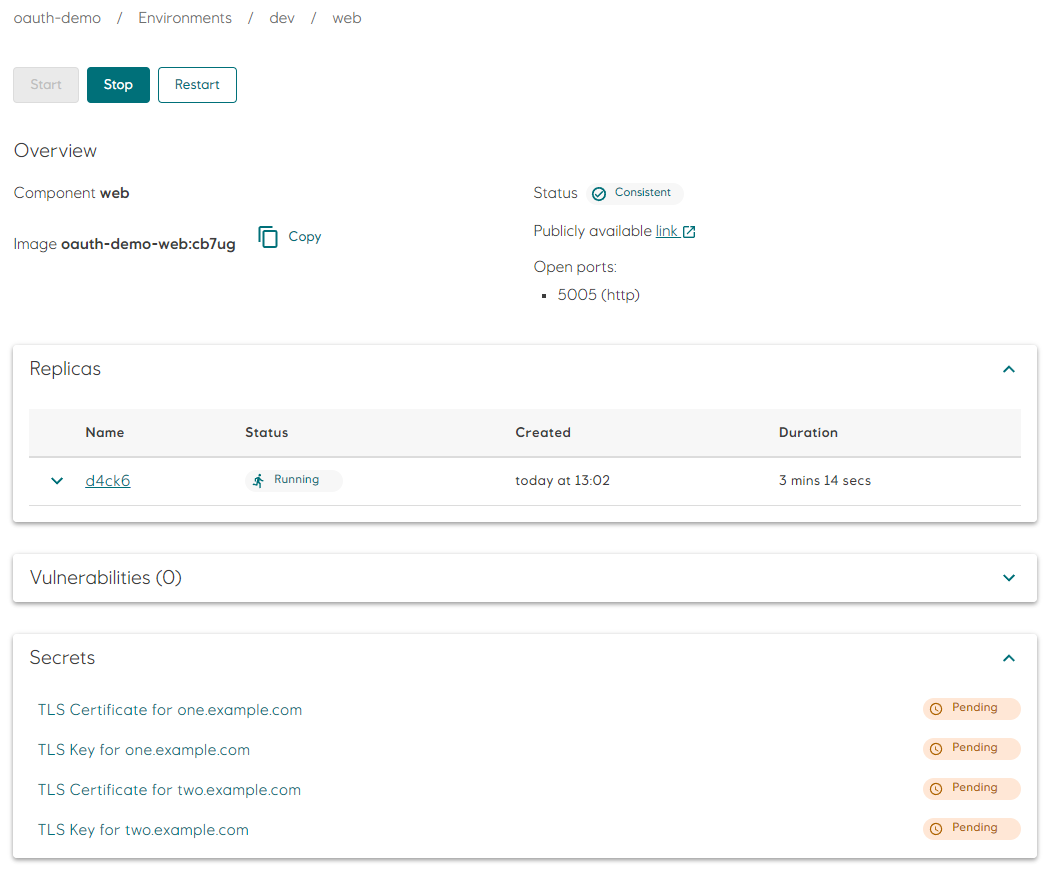 oauth-demo / Environments / dev / web
Start Stop Restart
Overview
Component web
Image oauth-demo-web:cb7ug Copy
Status Consistent
Publicly available link
Open ports:
▪ 5005 (http)
Replicas
Name Status Created Duration
d4ck6 Running today at 13:02 3 mins 14 secs
Vulnerabilities (0)
Secrets
TLS Certificate for one.example.com Pending
TLS Key for one.example.com Pending
TLS Certificate for two.example.com Pending
TLS Key for two.example.com Pending